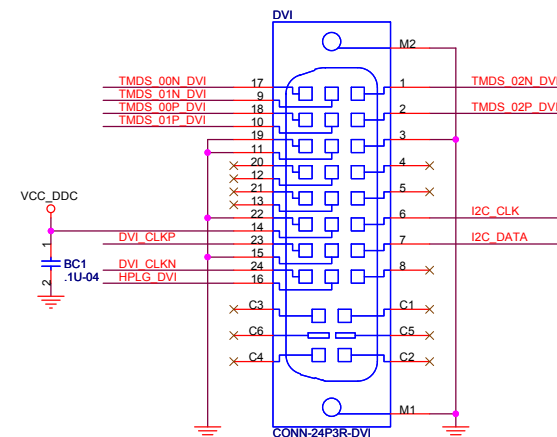 DVI
M2
TMDS_00N_DVI 17 1 TMDS_02N_DVI
TMDS_01N_DVI 9
TMDS_00P_DVI 18 2 TMDS_02P_DVI
TMDS_01P_DVI 10
19 3
11
20 4
12
21 5
13
VCC_DDC
22 6 I2C_CLK
14
DVI_CLKP 23 7 I2C_DATA
1
15
BC1
DVI_CLKN 24 8
.1U-04
HPLG_DVI 16
2
C3 C1
C6 C5
C4 C2
M1
CONN-24P3R-DVI